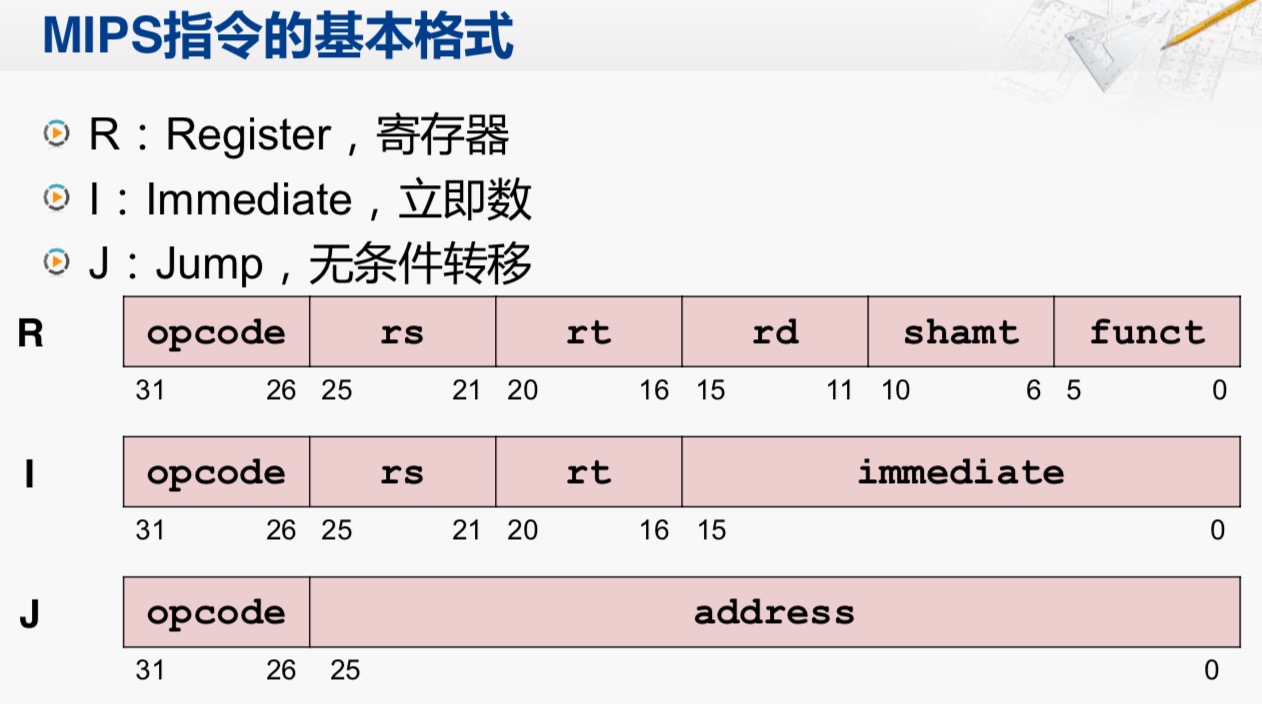 MIPS指令的基本格式
R：Register，寄存器
I：Immediate，立即数
J：Jump，无条件转移
R opcode rs rt rd shamt funct
31 26 25 21 20 16 15 11 10 6 5 0
I opcode rs rt immediate
31 26 25 21 20 16 15 0
J opcode address
31 26 25 0